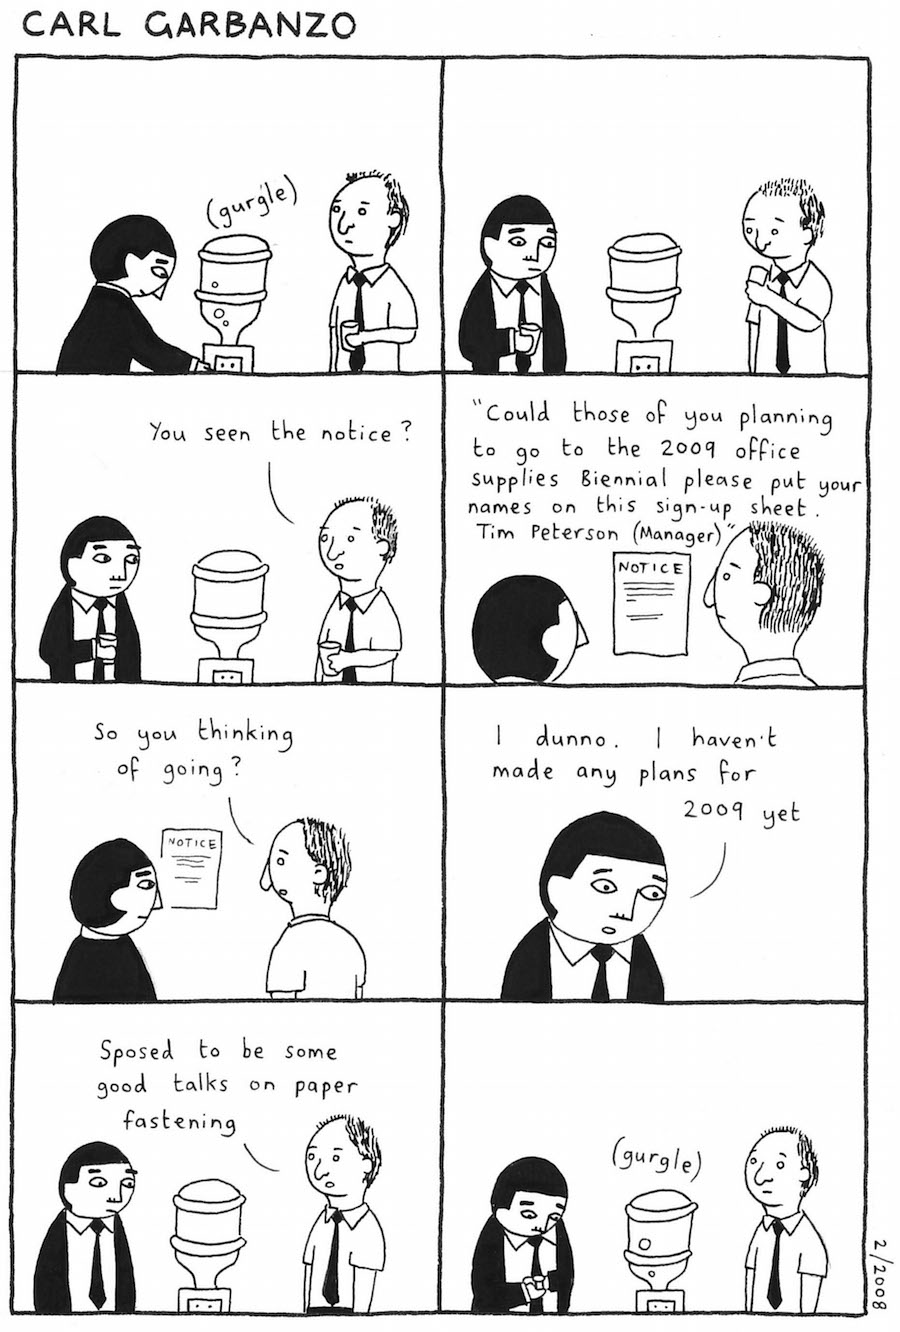 CARL GARBANZO
(gurgle)
You seen the notice?
"Could those of you planning
to go to the 2009 office
supplies Biennial please put your
names on this sign-up sheet.
Tim Peterson (Manager)"
NOTICE
So you thinking
of going?
NOTICE
I dunno. I haven't
made any plans for
2009 yet
Sposed to be some
good talks on paper
fastening
(gurgle)
2/2008